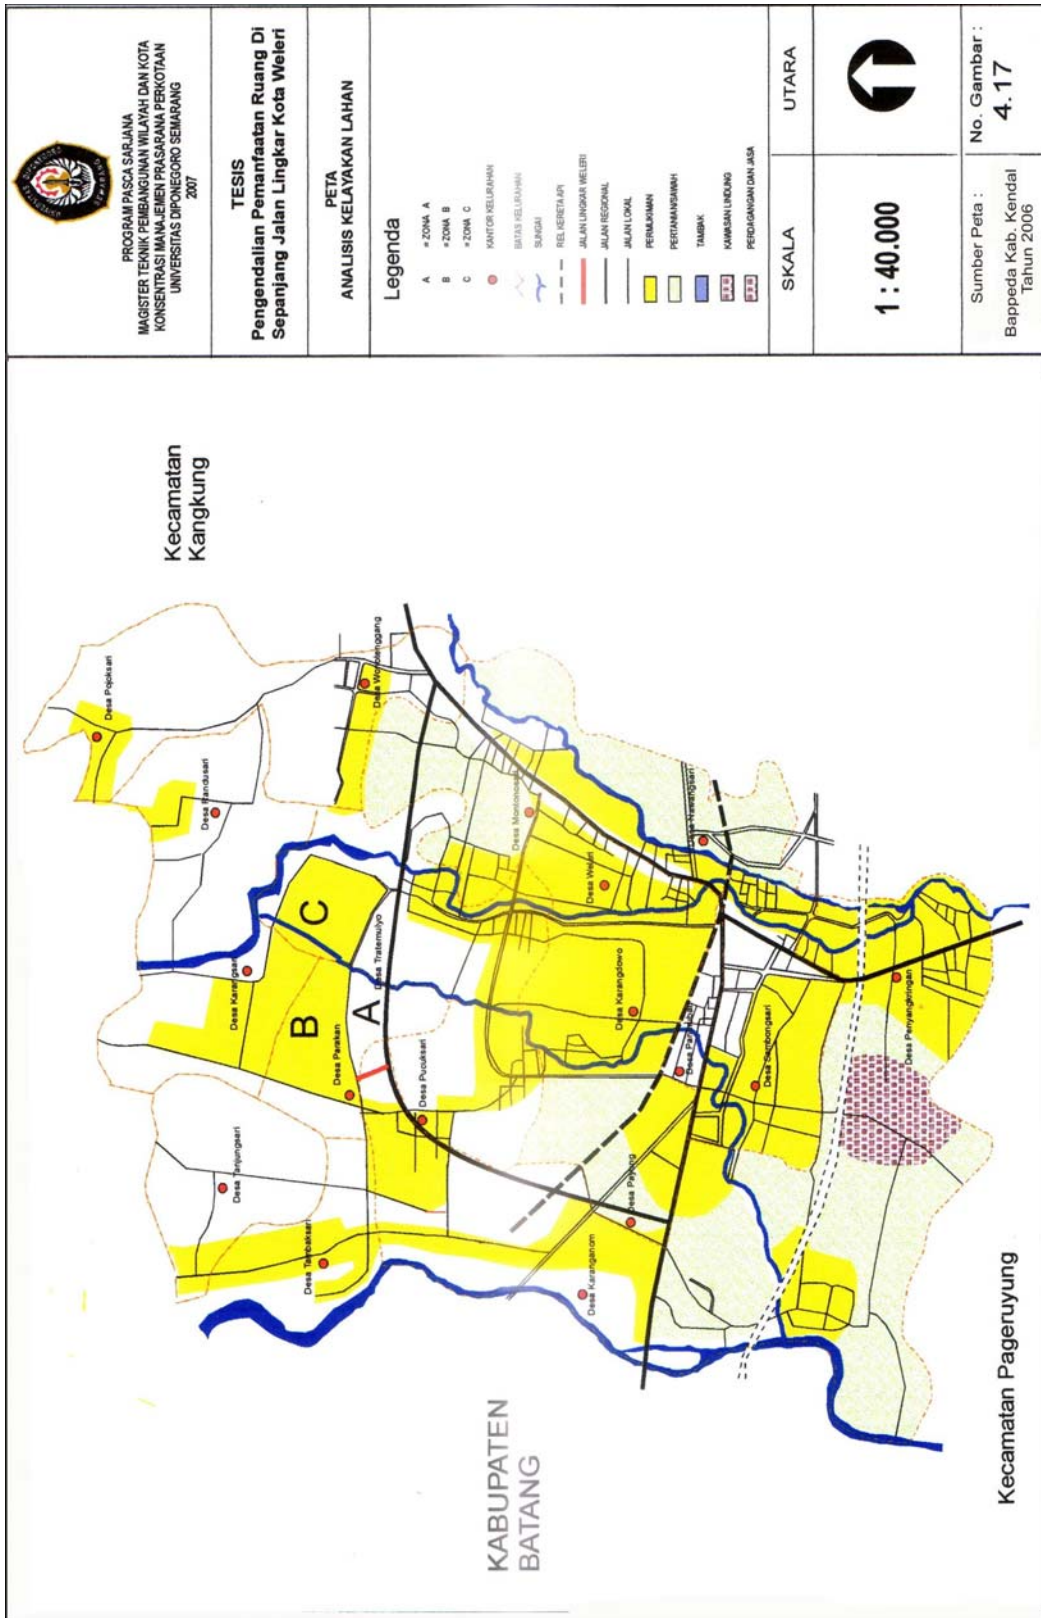 PROGRAM PASCA SARJANA
MAGISTER TEKNIK PEMBANGUNAN WILAYAH DAN KOTA
KONSENTRASI MANAJEMEN PRASARANA PERKOTAAN
UNIVERSITAS DIPONEGORO SEMARANG
2007
TESIS
Pengendalian Pemanfaatan Ruang Di
Sepanjang Jalan Lingkar Kota Weleri
PETA
ANALISIS KELAYAKAN LAHAN
Legenda
A = ZONA A
B = ZONA B
C = ZONA C
KANTOR KELURAHAN
BATAS KELURAHAN
SUNGAI
REL KERETA API
JALAN LINGKAR WELERI
JALAN REGIONAL
JALAN LOKAL
PERMUKIMAN
PERTANIAN/SAWAH
TAMBAK
KAWASAN LINDUNG
PERDAGANGAN DAN JASA
SKALA
UTARA
1 : 40.000
Sumber Peta :
Bappeda Kab. Kendal
Tahun 2006
No. Gambar :
4.17
Kecamatan
Kangkung
KABUPATEN
BATANG
Kecamatan Pageruyung
Desa Pojoksari
Desa Randusari
Desa Wonotenggang
Desa Karangsari
Desa Tratemulyo
Desa Montongsari
Desa Parakan
Desa Pucuksari
Desa Tanjungsari
Desa Tambaksari
Desa Weleri
Desa Karangdowo
Desa Nawangsari
Desa Sambongsari
Desa Penyangkringan
Desa Payung
Desa Karanganom
A
B
C